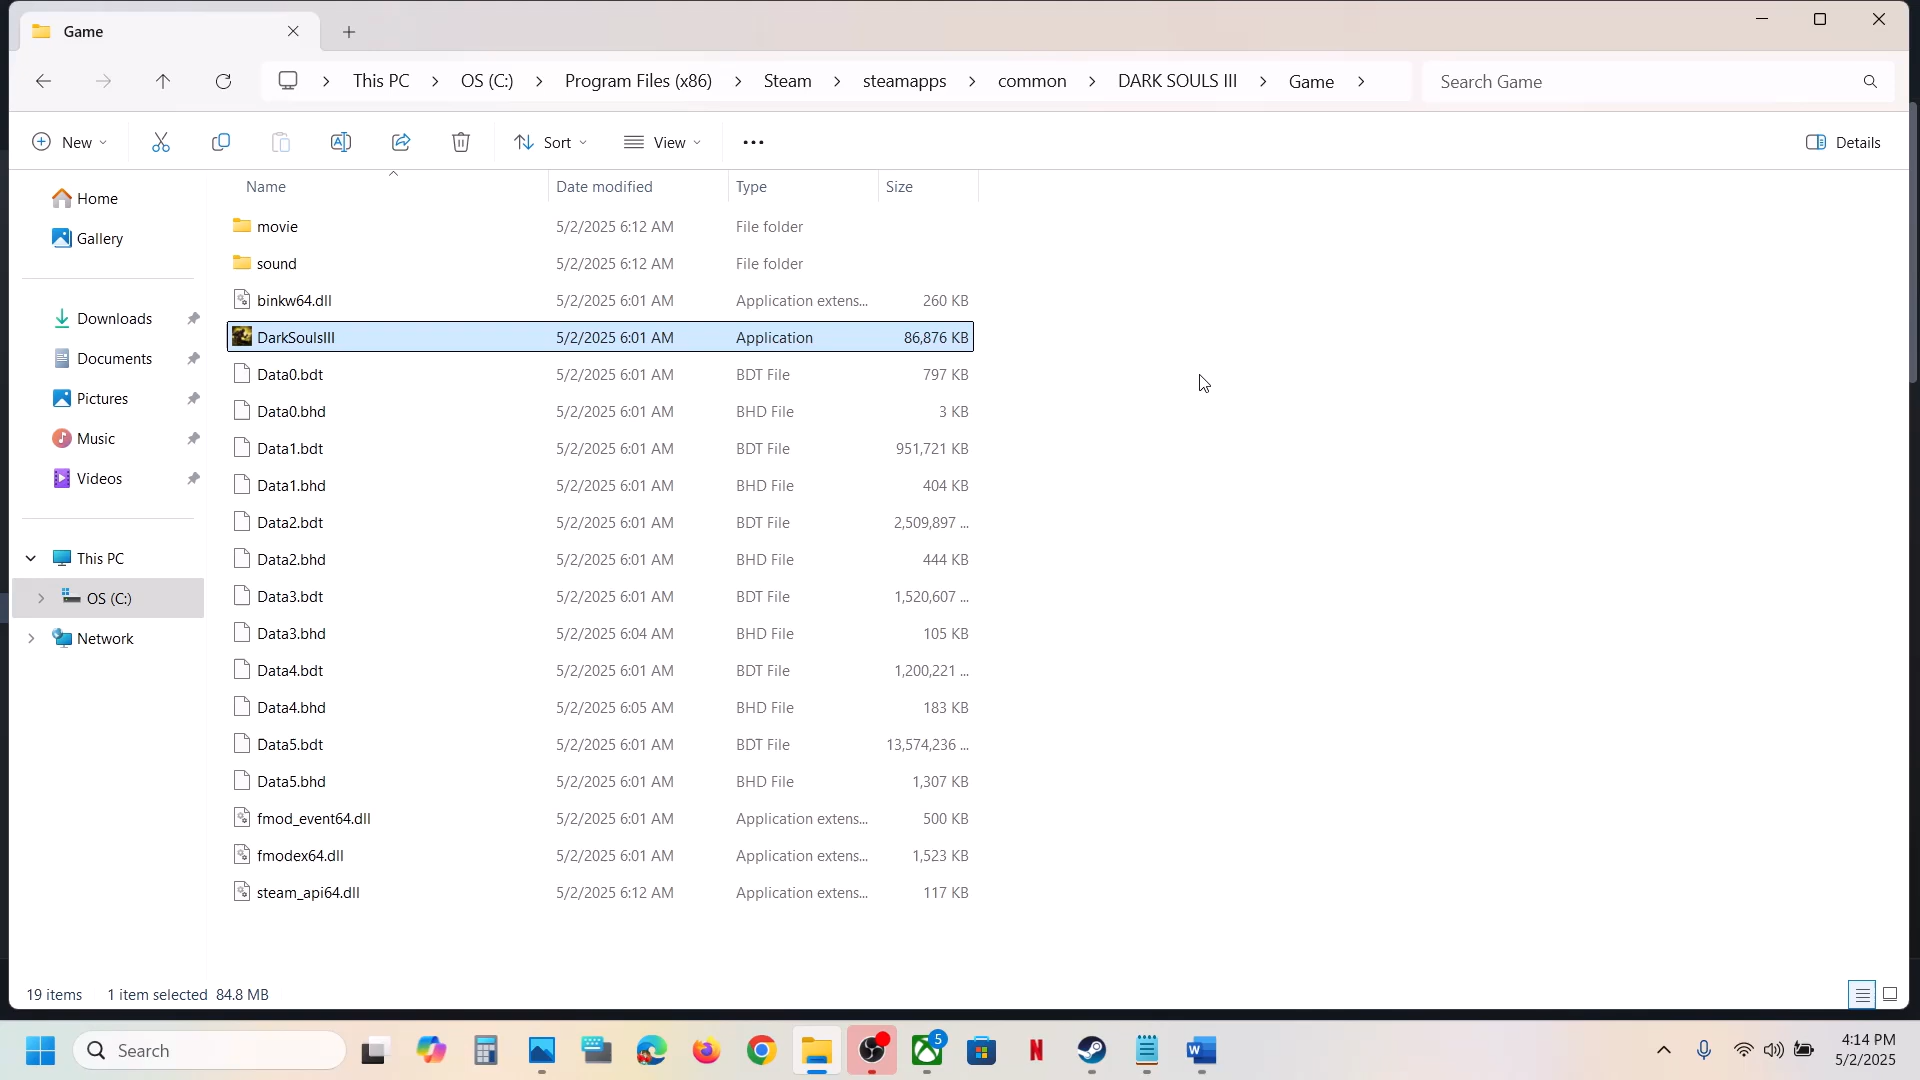 Game
This PC
OS (C:)
Program Files (x86)
Steam
steamapps
common
DARK SOULS III
Game
Search Game
New
Sort
View
Details
Home
Gallery
Downloads
Documents
Pictures
Music
Videos
This PC
OS (C:)
Network
Name Date modified Type Size
movie 5/2/2025 6:12 AM File folder
sound 5/2/2025 6:12 AM File folder
binkw64.dll 5/2/2025 6:01 AM Application extens... 260 KB
DarkSoulsIII 5/2/2025 6:01 AM Application 86,876 KB
Data0.bdt 5/2/2025 6:01 AM BDT File 797 KB
Data0.bhd 5/2/2025 6:01 AM BHD File 3 KB
Data1.bdt 5/2/2025 6:01 AM BDT File 951,721 KB
Data1.bhd 5/2/2025 6:01 AM BHD File 404 KB
Data2.bdt 5/2/2025 6:01 AM BDT File 2,509,897 ...
Data2.bhd 5/2/2025 6:01 AM BHD File 444 KB
Data3.bdt 5/2/2025 6:01 AM BDT File 1,520,607 ...
Data3.bhd 5/2/2025 6:04 AM BHD File 105 KB
Data4.bdt 5/2/2025 6:01 AM BDT File 1,200,221 ...
Data4.bhd 5/2/2025 6:05 AM BHD File 183 KB
Data5.bdt 5/2/2025 6:01 AM BDT File 13,574,236 ...
Data5.bhd 5/2/2025 6:01 AM BHD File 1,307 KB
fmod_event64.dll 5/2/2025 6:01 AM Application extens... 500 KB
fmodex64.dll 5/2/2025 6:01 AM Application extens... 1,523 KB
steam_api64.dll 5/2/2025 6:12 AM Application extens... 117 KB
19 items 1 item selected 84.8 MB
Search
5
4:14 PM
5/2/2025